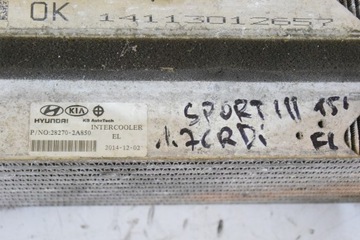 OK 14113012657
HYUNDAI KIA KB AutoTech
P/NO:28270-2A850 INTERCOOLER
EL
2014-12-02
SPORT III 15r
1.7CRDi EL